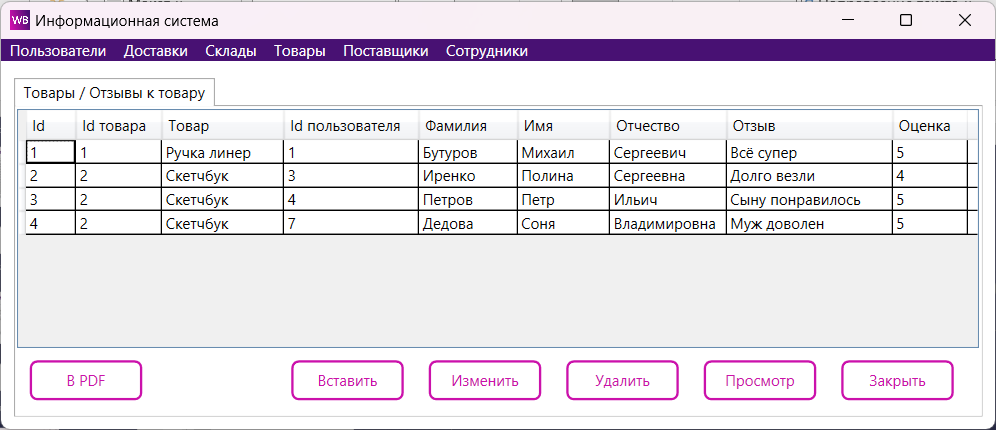 WB Информационная система
Пользователи Доставки Склады Товары Поставщики Сотрудники
Товары / Отзывы к товару
Id Id товара Товар Id пользователя Фамилия Имя Отчество Отзыв Оценка
1 1 Ручка линер 1 Бутуров Михаил Сергеевич Всё супер 5
2 2 Скетчбук 3 Иренко Полина Сергеевна Долго везли 4
3 2 Скетчбук 4 Петров Петр Ильич Сыну понравилось 5
4 2 Скетчбук 7 Дедова Соня Владимировна Муж доволен 5
В PDF Вставить Изменить Удалить Просмотр Закрыть